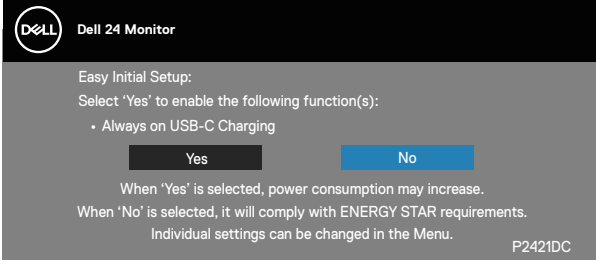 DELL Dell 24 Monitor
Easy Initial Setup:
Select ‘Yes’ to enable the following function(s):
• Always on USB-C Charging
Yes No
When ‘Yes’ is selected, power consumption may increase.
When ‘No’ is selected, it will comply with ENERGY STAR requirements.
Individual settings can be changed in the Menu.
P2421DC